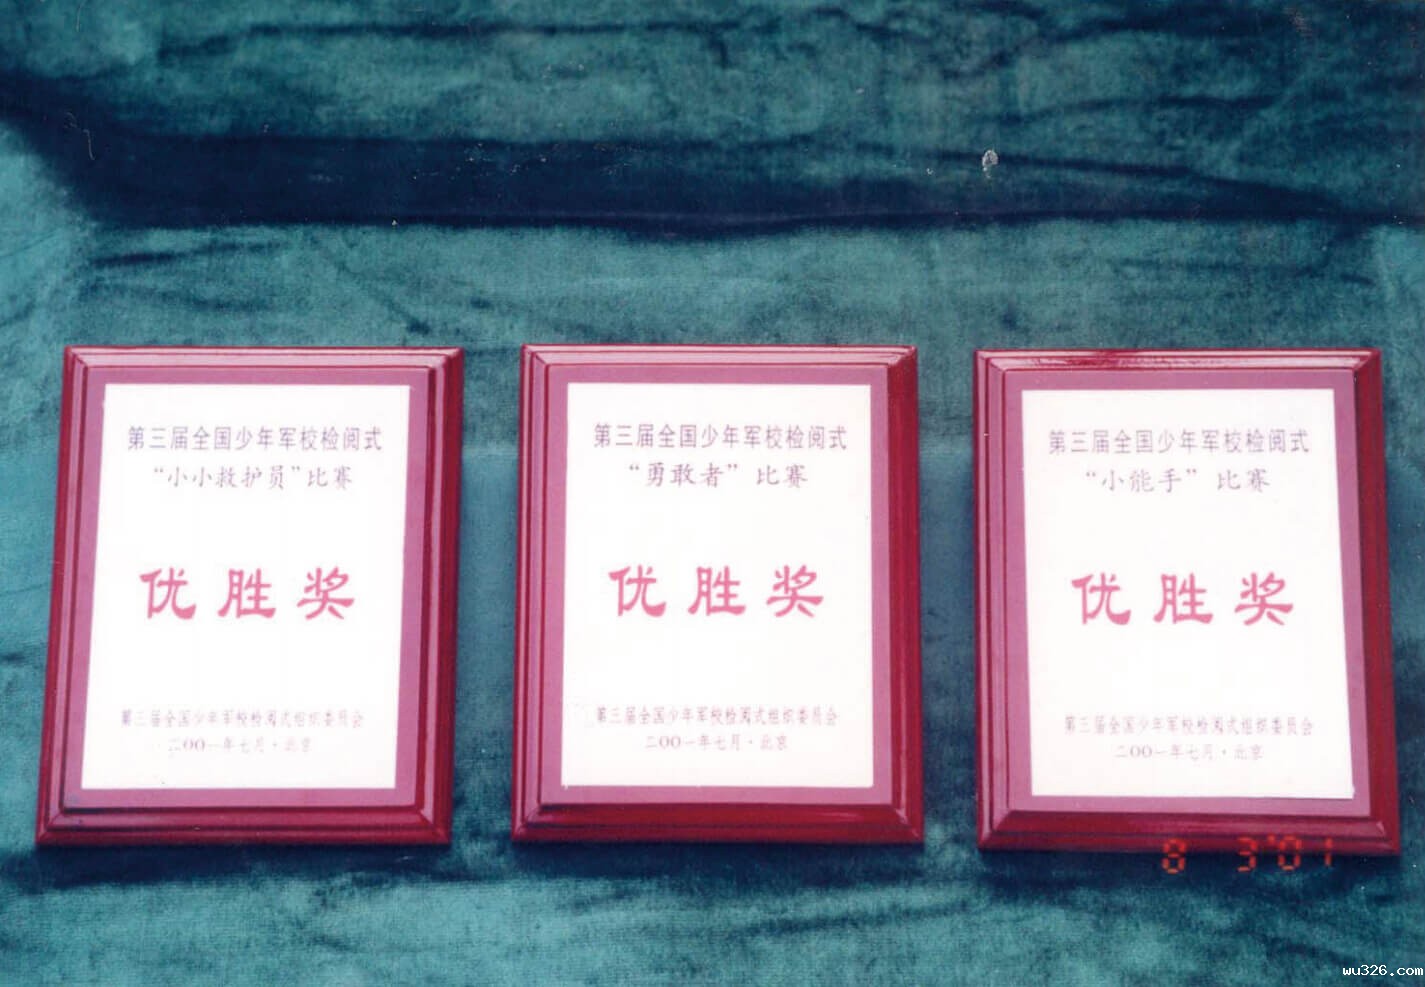 第三届全国少年军校检阅式
“小小救护员”比赛
优胜奖
第三届全国少年军校检阅式组织委员会
二〇〇一年七月·北京
第三届全国少年军校检阅式
“勇敢者”比赛
优胜奖
第三届全国少年军校检阅式组织委员会
二〇〇一年七月·北京
第三届全国少年军校检阅式
“小能手”比赛
优胜奖
第三届全国少年军校检阅式组织委员会
二〇〇一年七月·北京
8 3'01
wu326.com